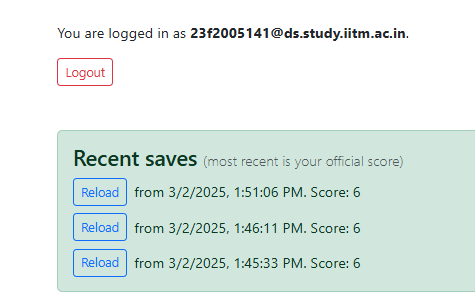 You are logged in as 23f2005141@ds.study.iitm.ac.in.
Logout
Recent saves (most recent is your official score)
Reload from 3/2/2025, 1:51:06 PM. Score: 6
Reload from 3/2/2025, 1:46:11 PM. Score: 6
Reload from 3/2/2025, 1:45:33 PM. Score: 6